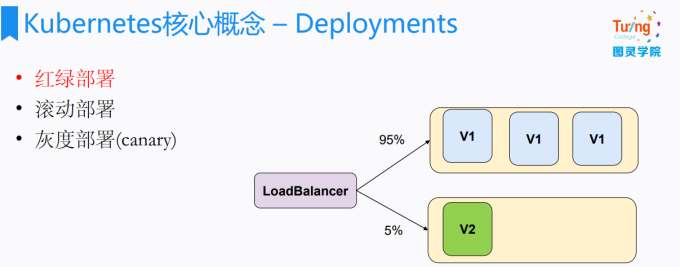 Kubernetes核心概念 – Deployments
Turing
College
图灵学院
• 红绿部署
• 滚动部署
• 灰度部署(canary)
95%
V1
V1
V1
LoadBalancer
5%
V2